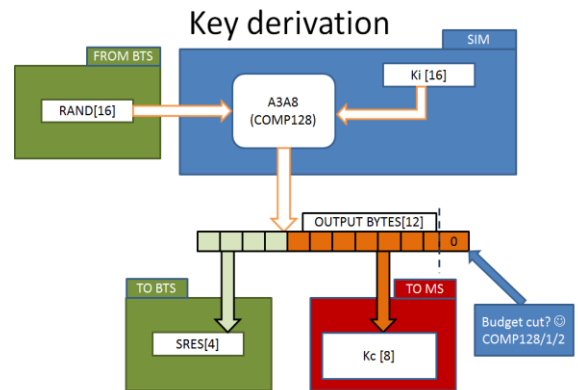 Key derivation
SIM
FROM BTS
Ki [16]
A3A8
(COMP128)
RAND[16]
OUTPUT BYTES[12]
0
TO BTS
TO MS
Budget cut? ☺
COMP128/1/2
SRES[4]
Kc [8]